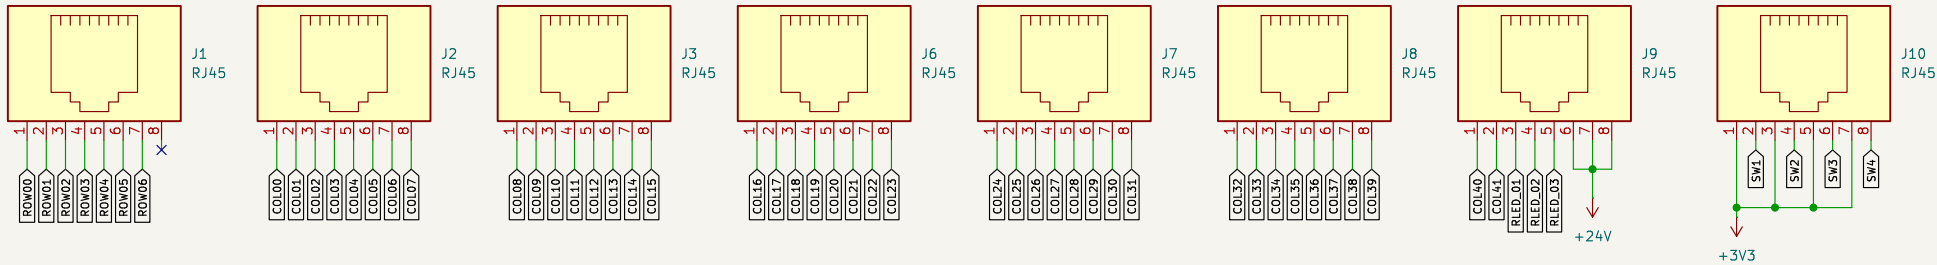 J1
RJ45
1 2 3 4 5 6 7 8
ROW00 ROW01 ROW02 ROW03 ROW04 ROW05 ROW06
J2
RJ45
1 2 3 4 5 6 7 8
COL00 COL01 COL02 COL03 COL04 COL05 COL06 COL07
J3
RJ45
1 2 3 4 5 6 7 8
COL08 COL09 COL10 COL11 COL12 COL13 COL14 COL15
J6
RJ45
1 2 3 4 5 6 7 8
COL16 COL17 COL18 COL19 COL20 COL21 COL22 COL23
J7
RJ45
1 2 3 4 5 6 7 8
COL24 COL25 COL26 COL27 COL28 COL29 COL30 COL31
J8
RJ45
1 2 3 4 5 6 7 8
COL32 COL33 COL34 COL35 COL36 COL37 COL38 COL39
J9
RJ45
1 2 3 4 5 6 7 8
COL40 COL41 RLED_01 RLED_02 RLED_03
+24V
J10
RJ45
1 2 3 4 5 6 7 8
SW1 SW2 SW3 SW4
+3V3